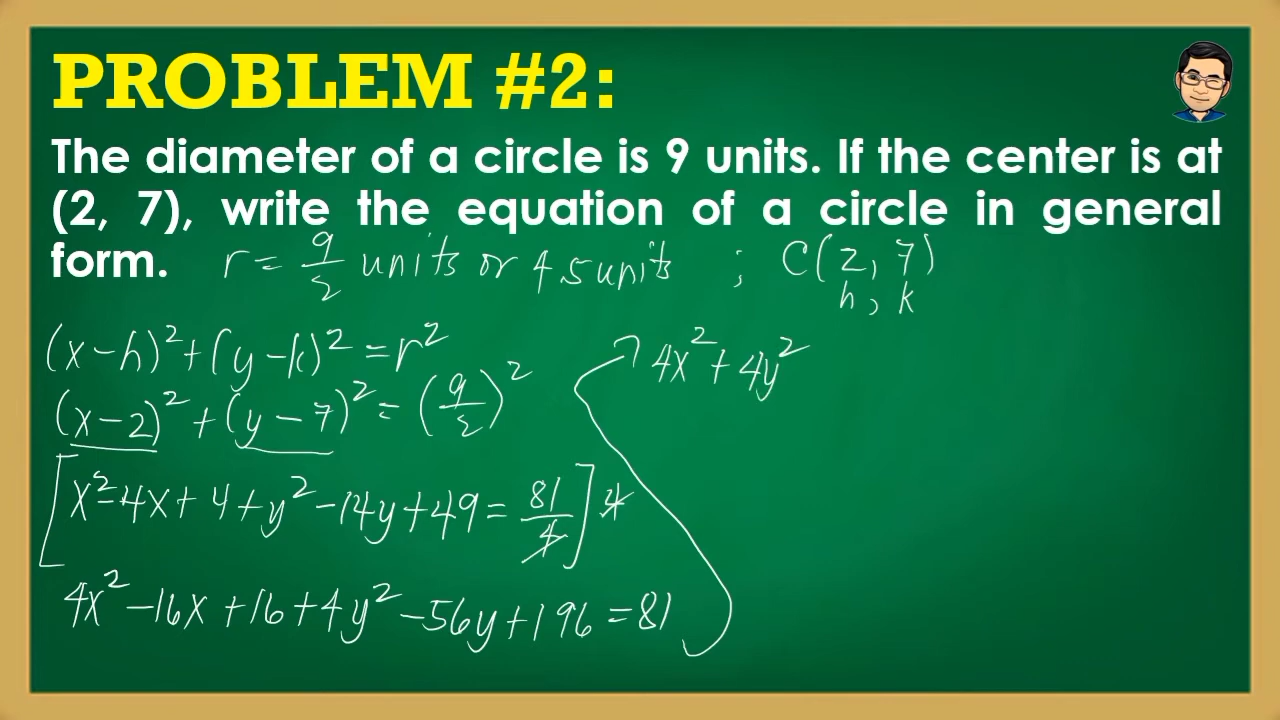 PROBLEM #2:
The diameter of a circle is 9 units. If the center is at
(2, 7), write the equation of a circle in general
form.
r = 9/2 units or 4.5 units ; C(2, 7)
h, k
(x-h)²+(y-k)²=r²
(x-2)²+(y-7)²=(9/2)²
[x²-4x+4+y²-14y+49=81/4]4
4x²-16x+16+4y²-56y+196=81
4x²+4y²